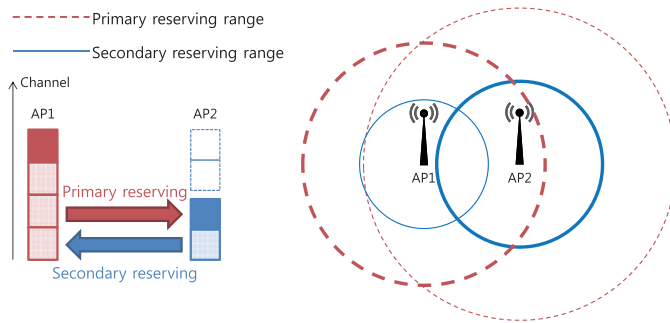 Primary reserving range
Secondary reserving range
Channel
AP1
AP2
Primary reserving
Secondary reserving
AP1
AP2